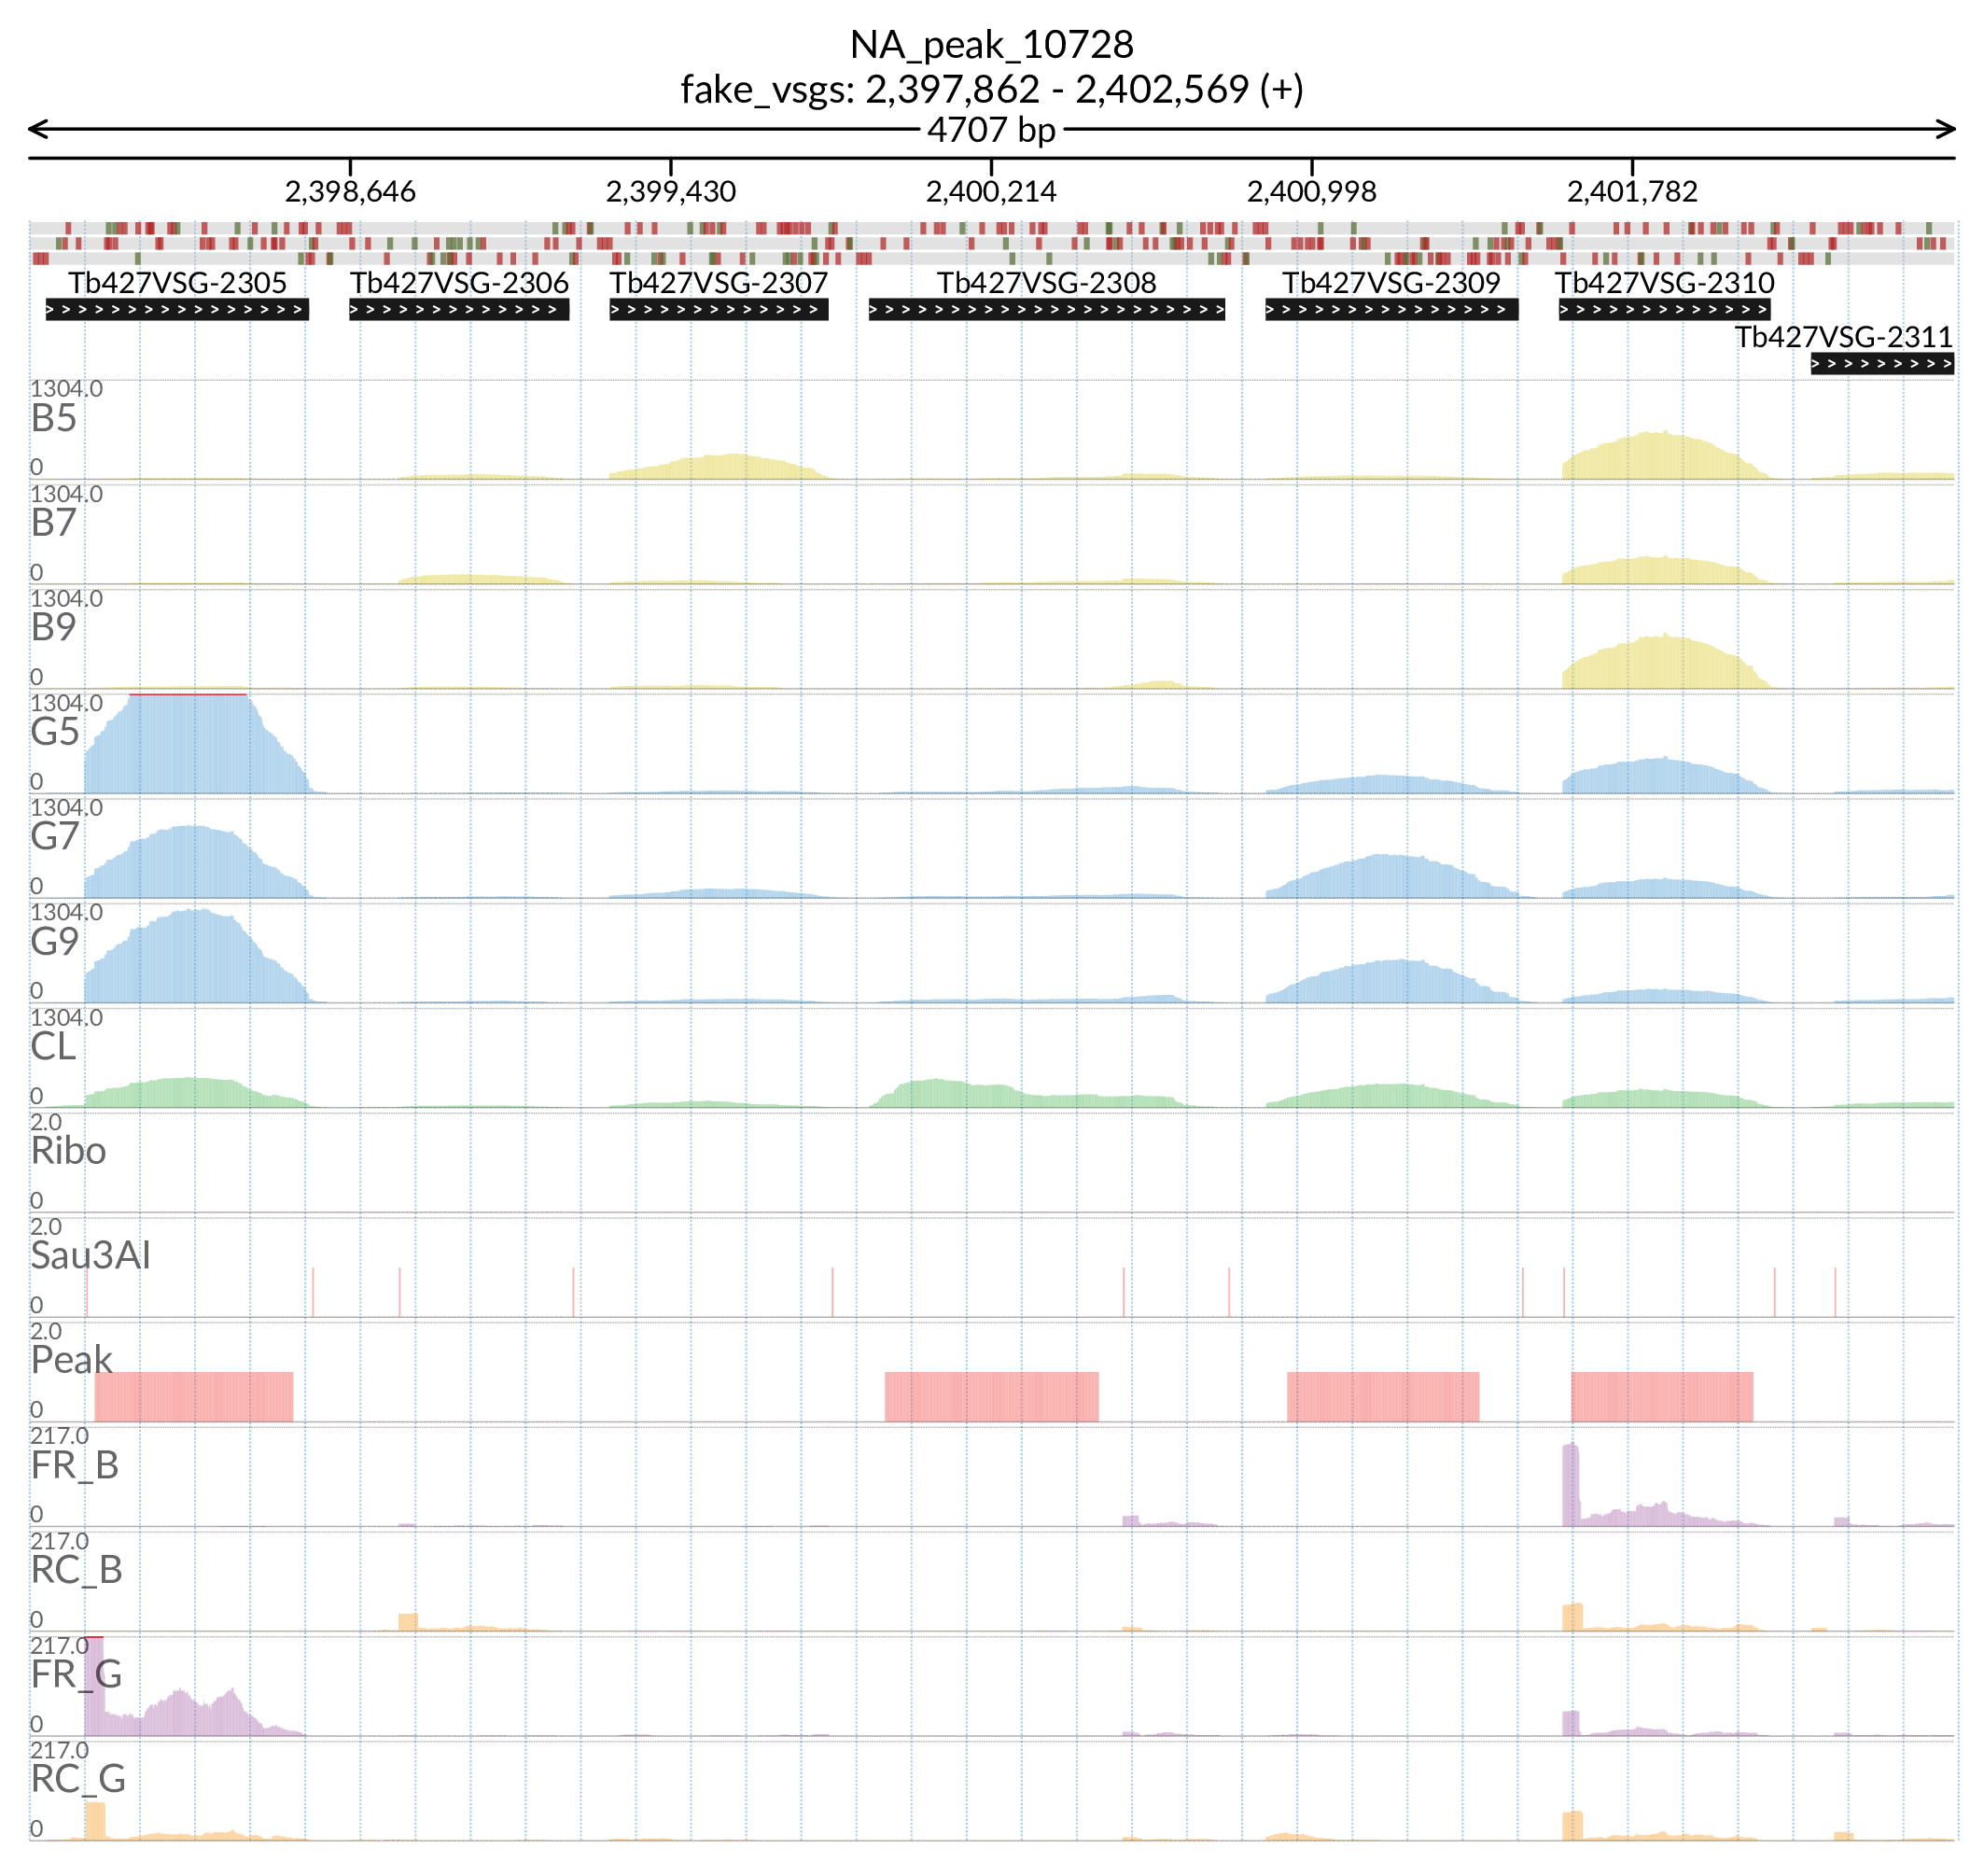 NA_peak_10728
fake_vsgs: 2,397,862 - 2,402,569 (+)
4707 bp
2,398,646 2,399,430 2,400,214 2,400,998 2,401,782
Tb427VSG-2305 Tb427VSG-2306 Tb427VSG-2307 Tb427VSG-2308 Tb427VSG-2309 Tb427VSG-2310
Tb427VSG-2311
1304.0
B5
0
1304.0
B7
0
1304.0
B9
0
1304.0
G5
0
1304.0
G7
0
1304.0
G9
0
1304.0
CL
0
2.0
Ribo
0
2.0
Sau3AI
0
2.0
Peak
0
217.0
FR_B
0
217.0
RC_B
0
217.0
FR_G
0
217.0
RC_G
0